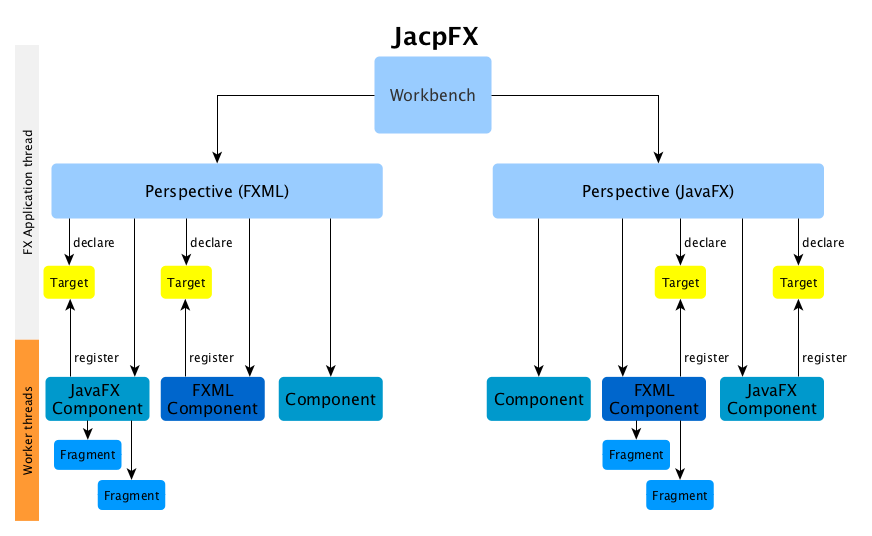 JacpFX
Workbench
FX Application thread
Perspective (FXML)
Perspective (JavaFX)
declare
declare
declare
declare
Target
Target
Target
Target
register
register
register
register
Worker threads
JavaFX
Component
FXML
Component
Component
Component
FXML
Component
JavaFX
Component
Fragment
Fragment
Fragment
Fragment